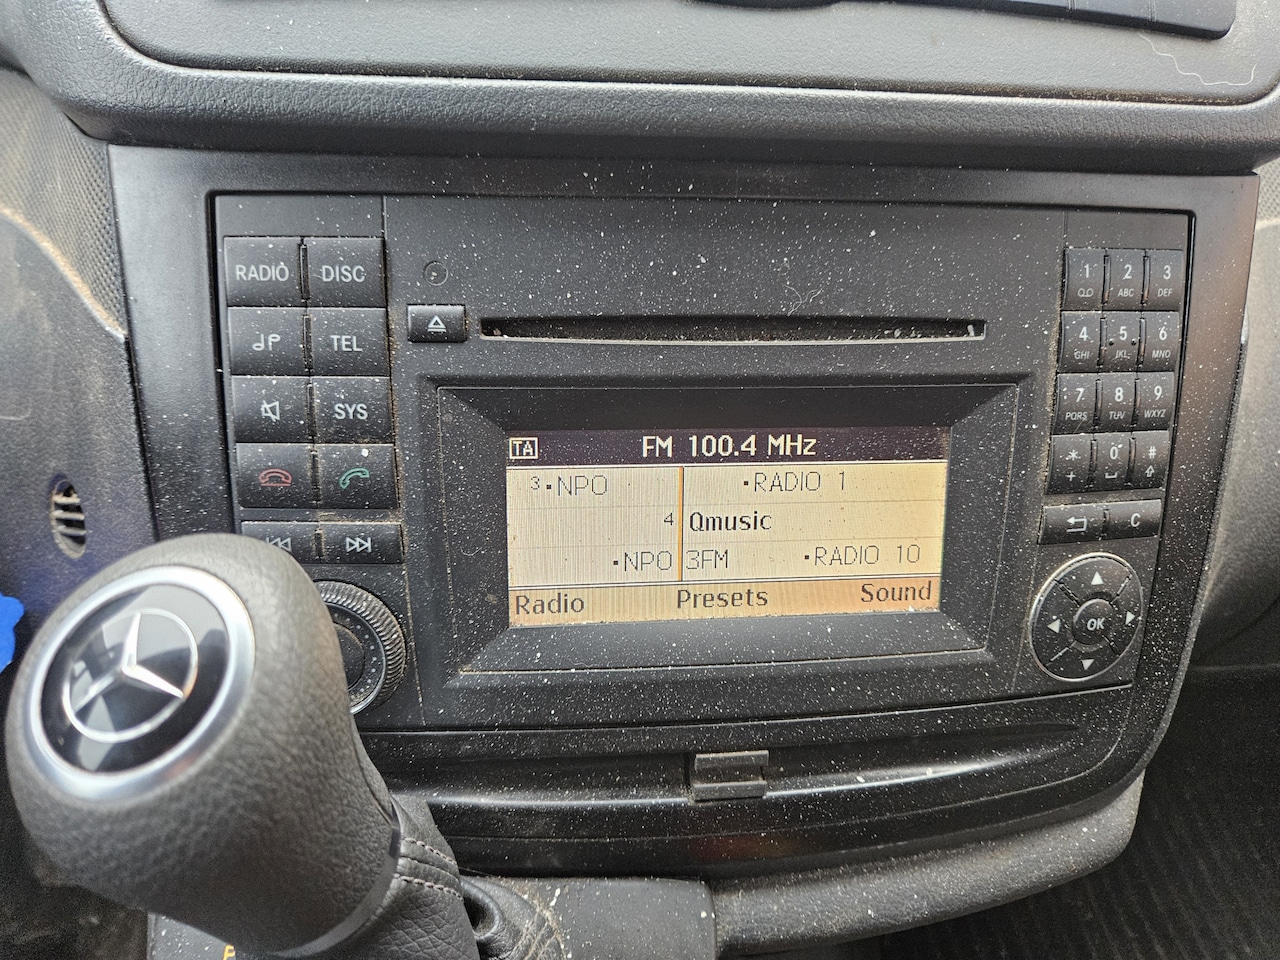 RADIO DISC
TEL
SYS
1 2 3
QO ABC DEF
4 5 6
GHI JKL MNO
7 8 9
PQRS TUV WXYZ
* 0 #
+
C
OK
TA FM 100.4 MHz
3 ▪NPO ▪RADIO 1
4 Qmusic
▪NPO 3FM ▪RADIO 10
Radio Presets Sound
P